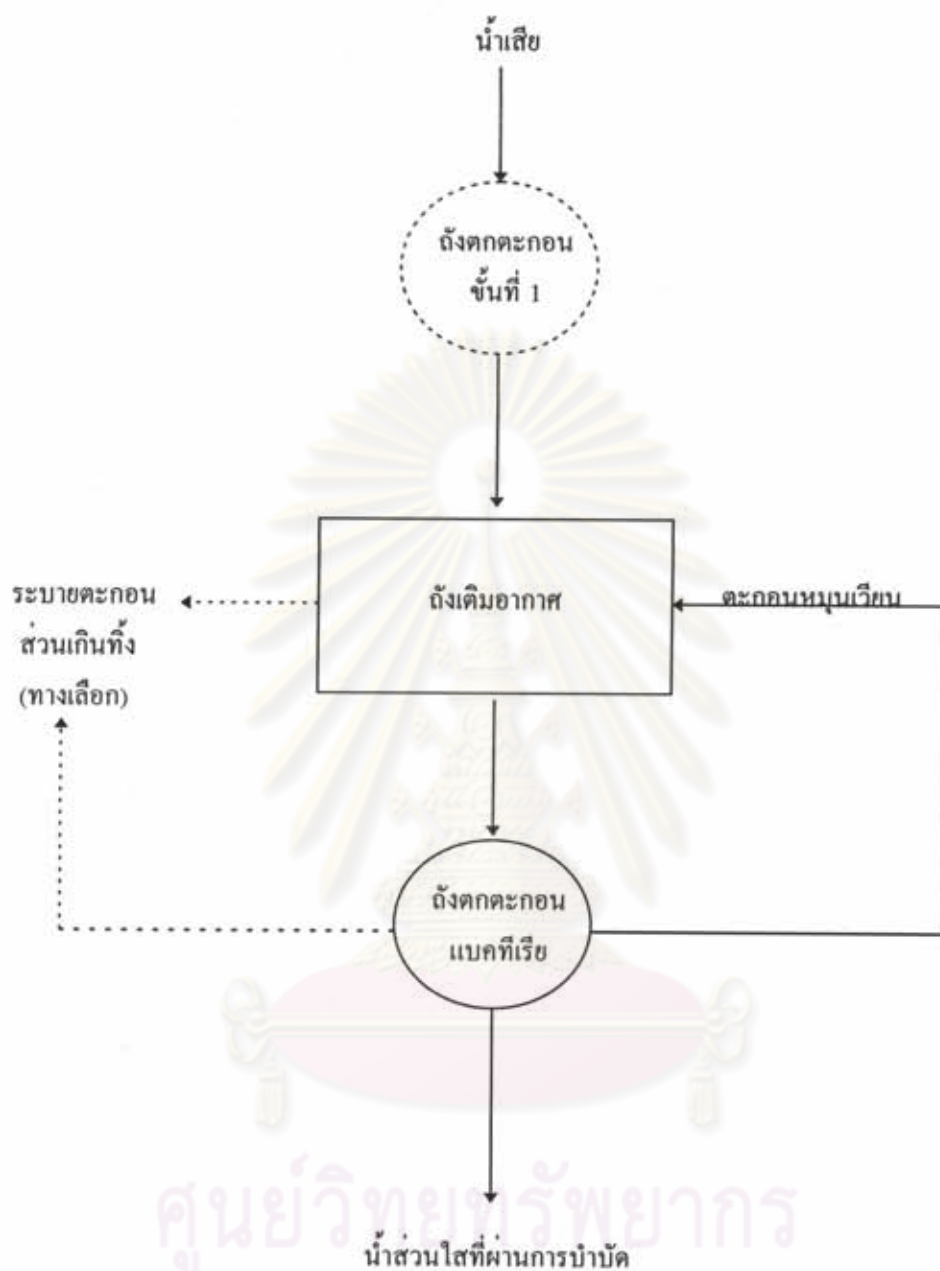 น้ำเสีย
ถังตกตะกอน
ขั้นที่ 1
ถังเติมอากาศ
ระบายตะกอน
ส่วนเกินทิ้ง
(ทางเลือก)
ตะกอนหมุนเวียน
ถังตกตะกอน
แบคทีเรีย
ศูนย์วิทยทรัพยากร
น้ำส่วนใสที่ผ่านการบำบัด